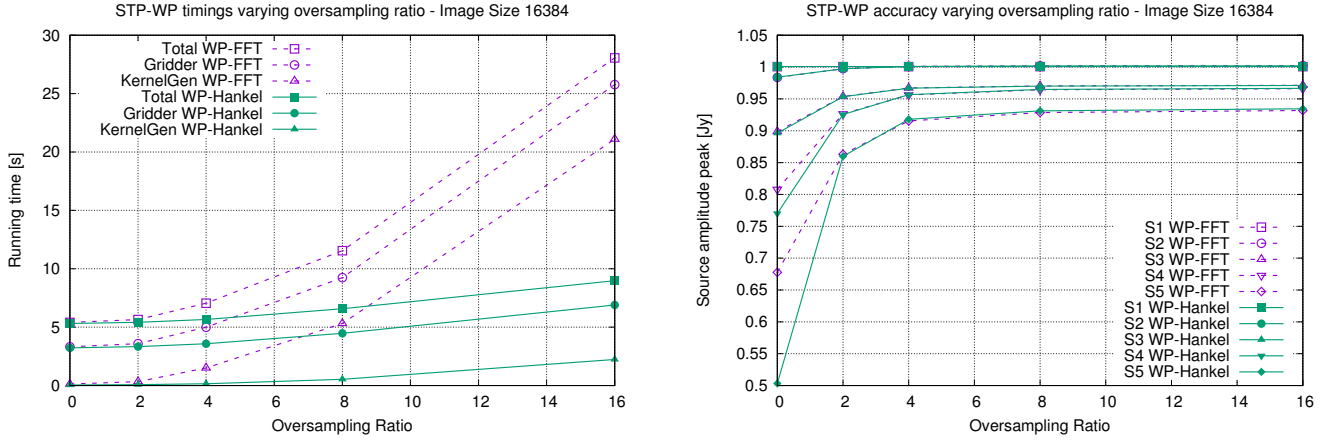 STP-WP timings varying oversampling ratio - Image Size 16384
30
25
20
15
10
5
0
0 2 4 6 8 10 12 14 16
Running time [s]
Oversampling Ratio
Total WP-FFT
Gridder WP-FFT
KernelGen WP-FFT
Total WP-Hankel
Gridder WP-Hankel
KernelGen WP-Hankel
STP-WP accuracy varying oversampling ratio - Image Size 16384
1.05
1
0.95
0.9
0.85
0.8
0.75
0.7
0.65
0.6
0.55
0.5
0 2 4 6 8 10 12 14 16
Source amplitude peak [Jy]
Oversampling Ratio
S1 WP-FFT
S2 WP-FFT
S3 WP-FFT
S4 WP-FFT
S5 WP-FFT
S1 WP-Hankel
S2 WP-Hankel
S3 WP-Hankel
S4 WP-Hankel
S5 WP-Hankel